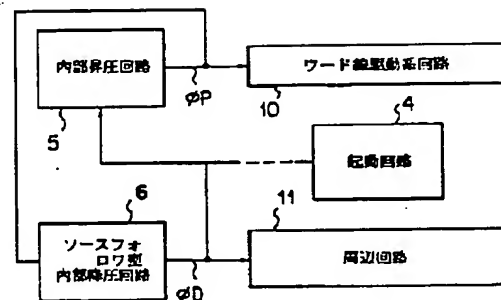 内部昇圧回路
5
φP
ワード線駆動系回路
10
4
起動回路
6
ソースフォ
ロワ型
内部降圧回路
φD
11
周辺回路